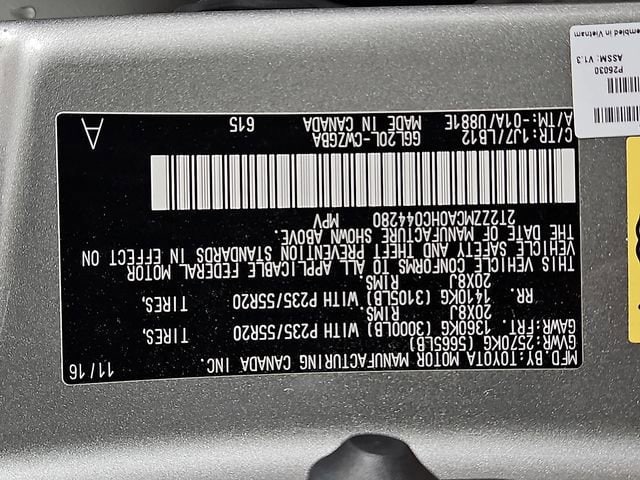 MFD.BY:TOYOTA MOTOR MANUFACTURING CANADA INC. 11/16
GVWR:2570KG(5665LB)
GAWR:FRT:1360KG(3000LB)WITH P235/55R20 TIRES,
20X8J RIMS
RR. 1410KG(3105LB)WITH P235/55R20 TIRES,
20X8J RIMS
THIS VEHICLE CONFORMS TO ALL APPLICABLE FEDERAL MOTOR
VEHICLE SAFETY AND THEFT PREVENTION STANDARDS IN EFFECT ON
THE DATE OF MANUFACTURE SHOWN ABOVE.
2T2ZZMCA0HC044280 MPV
C/TR:1J7/LB12 GGL20L-CWZGBA
A/TM:-01A/U881E MADE IN CANADA 615 A
embled in Vietnam
ASSM: V1.3
P26030